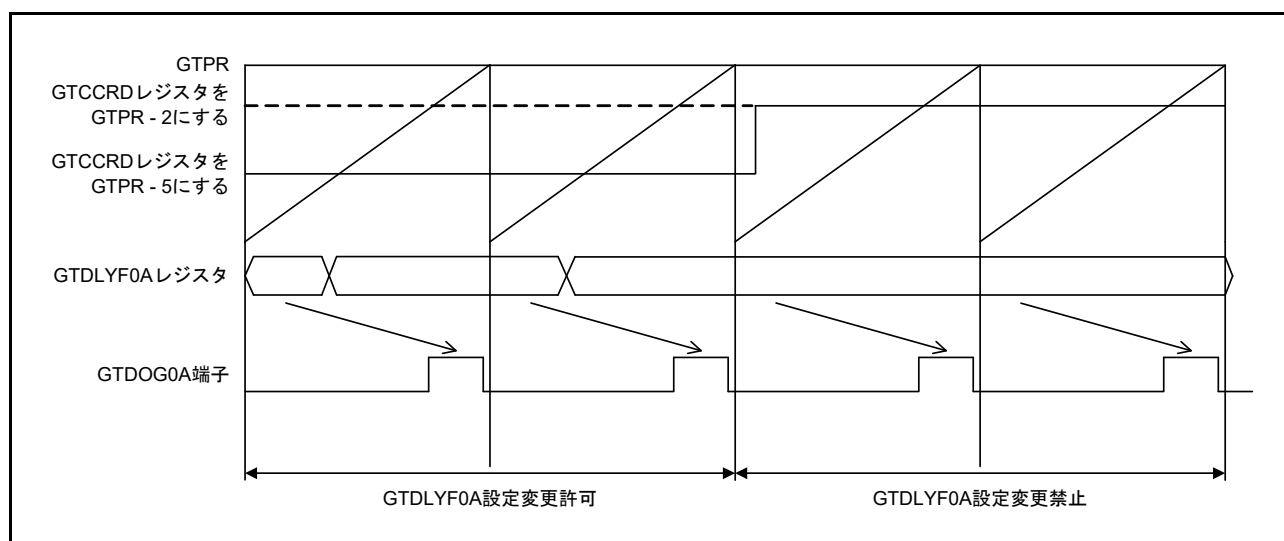 GTPR
GTCCRDレジスタを
GTPR - 2にする
GTCCRDレジスタを
GTPR - 5にする
GTDLYF0Aレジスタ
GTDOG0A端子
GTDLYF0A設定変更許可
GTDLYF0A設定変更禁止